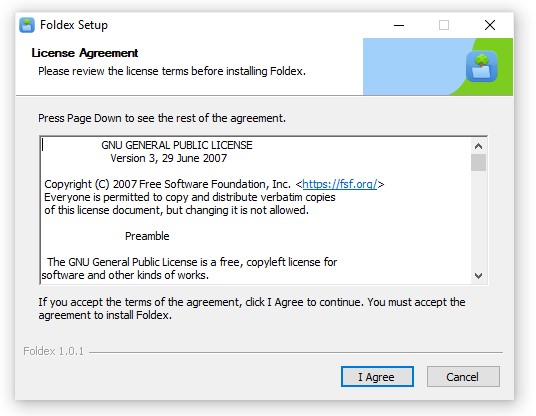 Foldex Setup
License Agreement
Please review the license terms before installing Foldex.
Press Page Down to see the rest of the agreement.
GNU GENERAL PUBLIC LICENSE
Version 3, 29 June 2007
Copyright (C) 2007 Free Software Foundation, Inc. <https://fsf.org/>
Everyone is permitted to copy and distribute verbatim copies
of this license document, but changing it is not allowed.
Preamble
The GNU General Public License is a free, copyleft license for
software and other kinds of works.
If you accept the terms of the agreement, click I Agree to continue. You must accept the
agreement to install Foldex.
Foldex 1.0.1
I Agree Cancel